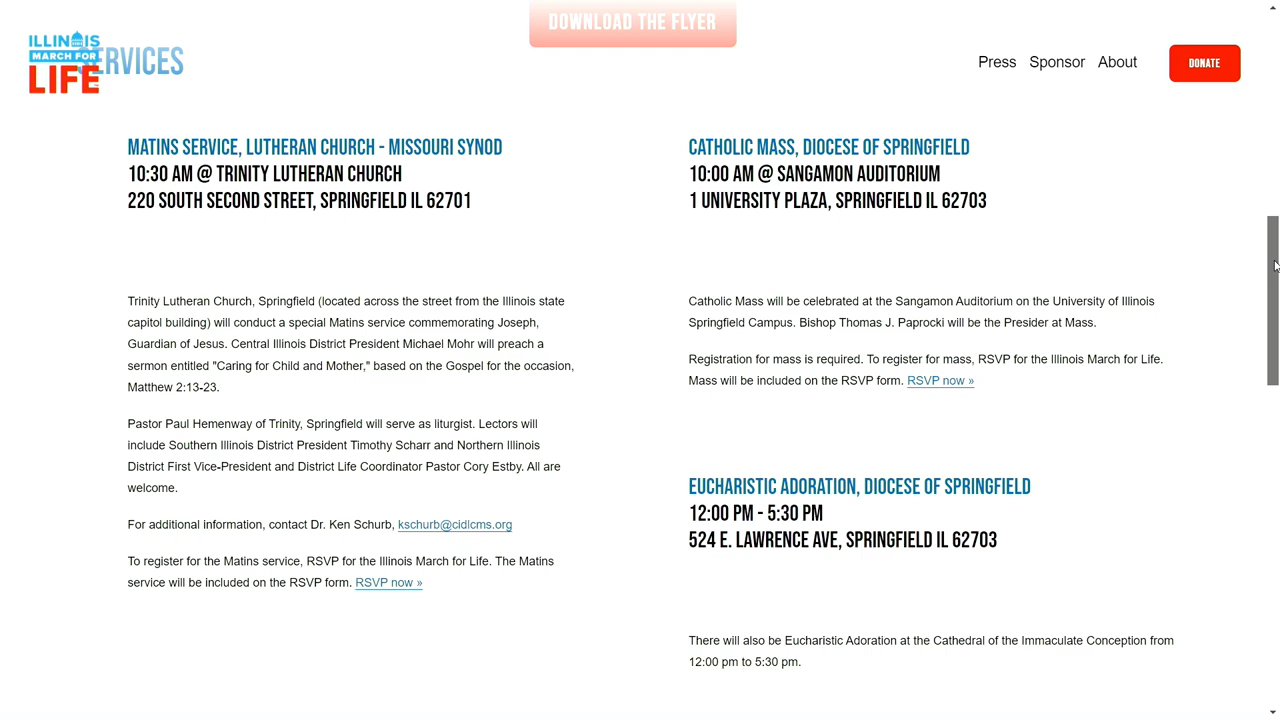 DOWNLOAD THE FLYER
ILLINOIS
MARCH FOR
LIFE
SERVICES
Press Sponsor About
DONATE
MATINS SERVICE, LUTHERAN CHURCH - MISSOURI SYNOD
10:30 AM @ TRINITY LUTHERAN CHURCH
220 SOUTH SECOND STREET, SPRINGFIELD IL 62701
Trinity Lutheran Church, Springfield (located across the street from the Illinois state
capitol building) will conduct a special Matins service commemorating Joseph,
Guardian of Jesus. Central Illinois District President Michael Mohr will preach a
sermon entitled "Caring for Child and Mother," based on the Gospel for the occasion,
Matthew 2:13-23.
Pastor Paul Hemenway of Trinity, Springfield will serve as liturgist. Lectors will
include Southern Illinois District President Timothy Scharr and Northern Illinois
District First Vice-President and District Life Coordinator Pastor Cory Estby. All are
welcome.
For additional information, contact Dr. Ken Schurb, kschurb@cidlcms.org
To register for the Matins service, RSVP for the Illinois March for Life. The Matins
service will be included on the RSVP form. RSVP now »
CATHOLIC MASS, DIOCESE OF SPRINGFIELD
10:00 AM @ SANGAMON AUDITORIUM
1 UNIVERSITY PLAZA, SPRINGFIELD IL 62703
Catholic Mass will be celebrated at the Sangamon Auditorium on the University of Illinois
Springfield Campus. Bishop Thomas J. Paprocki will be the Presider at Mass.
Registration for mass is required. To register for mass, RSVP for the Illinois March for Life.
Mass will be included on the RSVP form. RSVP now »
EUCHARISTIC ADORATION, DIOCESE OF SPRINGFIELD
12:00 PM - 5:30 PM
524 E. LAWRENCE AVE, SPRINGFIELD IL 62703
There will also be Eucharistic Adoration at the Cathedral of the Immaculate Conception from
12:00 pm to 5:30 pm.